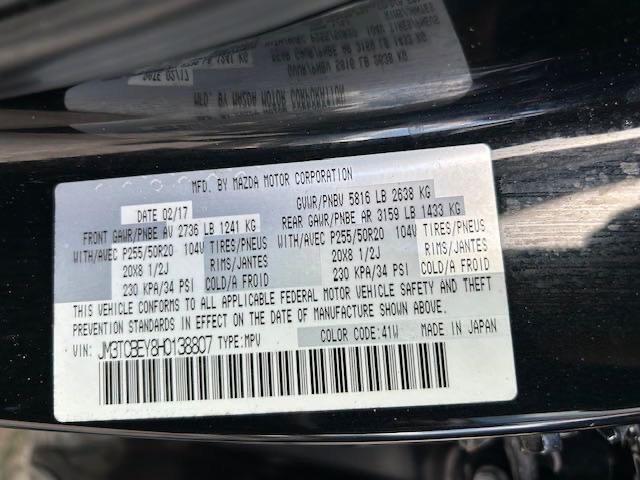 MFD. BY MAZDA MOTOR CORPORATION
DATE 02/17 GVWR/PNBV 5816 LB 2638 KG
FRONT GAWR/PNBE AV 2736 LB 1241 KG REAR GAWR/PNBE AR 3159 LB 1433 KG
WITH/AVEC P255/50R20 104V TIRES/PNEUS WITH/AVEC P255/50R20 104V TIRES/PNEUS
20X8 1/2J RIMS/JANTES 20X8 1/2J RIMS/JANTES
230 KPA/34 PSI COLD/A FROID 230 KPA/34 PSI COLD/A FROID
THIS VEHICLE CONFORMS TO ALL APPLICABLE FEDERAL MOTOR VEHICLE SAFETY AND THEFT
PREVENTION STANDARDS IN EFFECT ON THE DATE OF MANUFACTURE SHOWN ABOVE.
VIN: JM3TCBEY8H0138807 TYPE:MPV COLOR CODE:41W MADE IN JAPAN